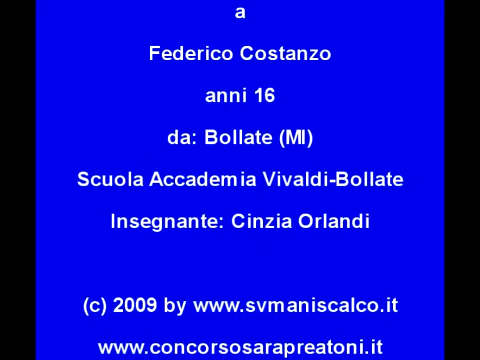 a
Federico Costanzo
anni 16
da: Bollate (MI)
Scuola Accademia Vivaldi-Bollate
Insegnante: Cinzia Orlandi
(c) 2009 by www.svmaniscalco.it
www.concorsosarapreatoni.it